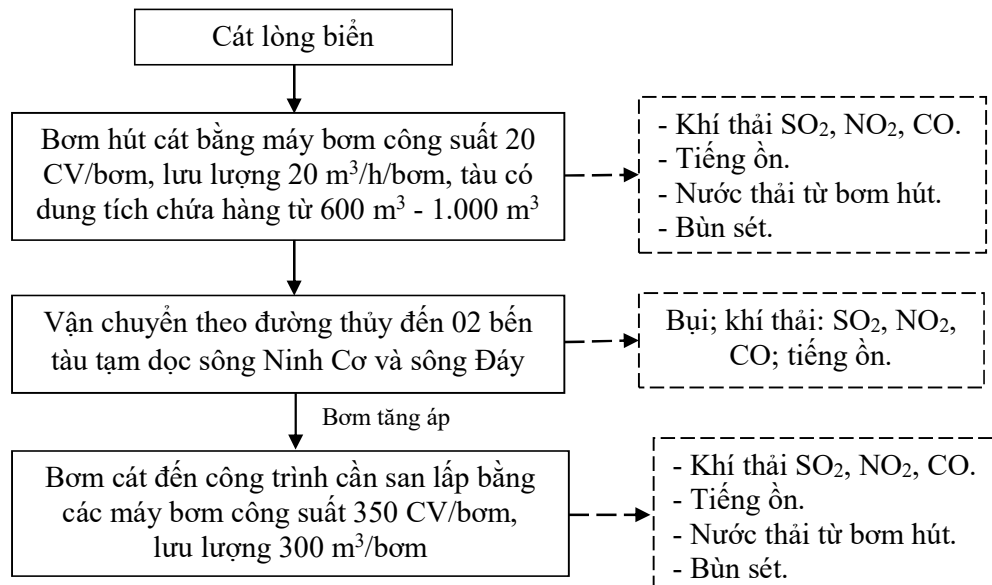 Cát lòng biển
Bơm hút cát bằng máy bơm công suất 20
CV/bơm, lưu lượng 20 m³/h/bơm, tàu có
dung tích chứa hàng từ 600 m³ - 1.000 m³
- Khí thải SO₂, NO₂, CO.
- Tiếng ồn.
- Nước thải từ bơm hút.
- Bùn sét.
Vận chuyển theo đường thủy đến 02 bến
tàu tạm dọc sông Ninh Cơ và sông Đáy
Bụi; khí thải: SO₂, NO₂,
CO; tiếng ồn.
Bơm tăng áp
Bơm cát đến công trình cần san lấp bằng
các máy bơm công suất 350 CV/bơm,
lưu lượng 300 m³/bơm
- Khí thải SO₂, NO₂, CO.
- Tiếng ồn.
- Nước thải từ bơm hút.
- Bùn sét.